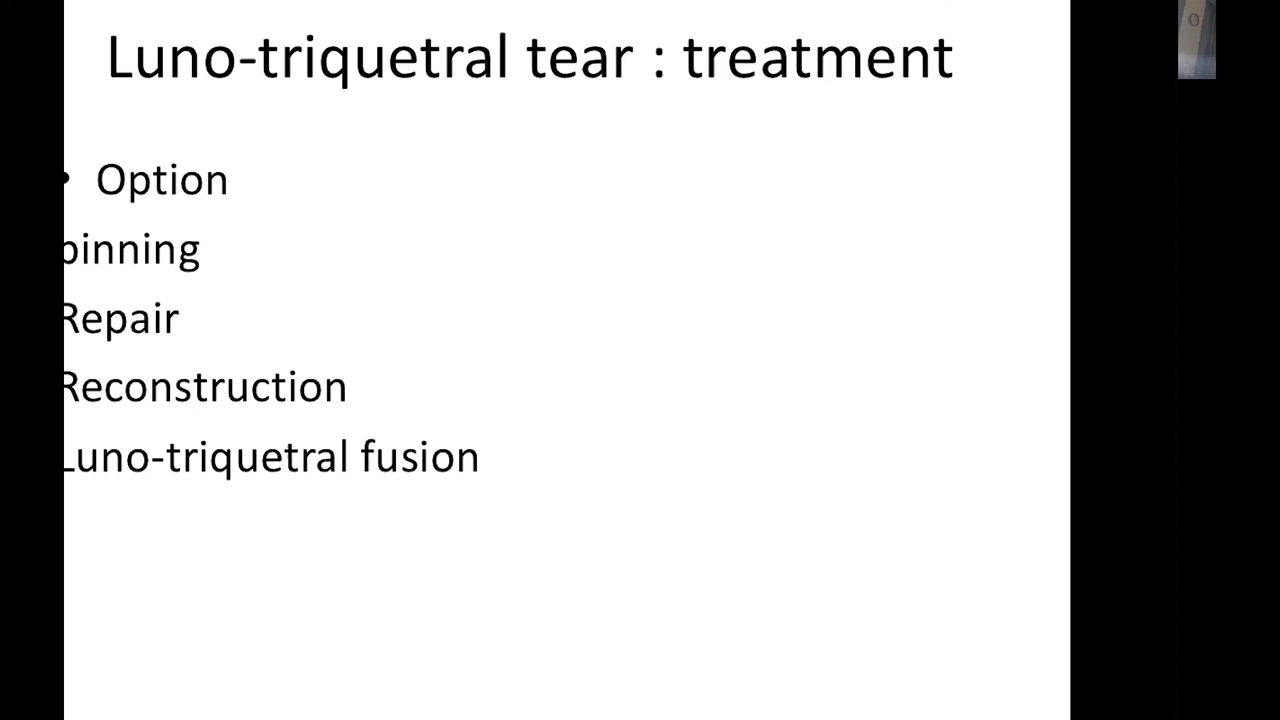 Luno-triquetral tear : treatment
• Option
pinning
Repair
Reconstruction
Luno-triquetral fusion